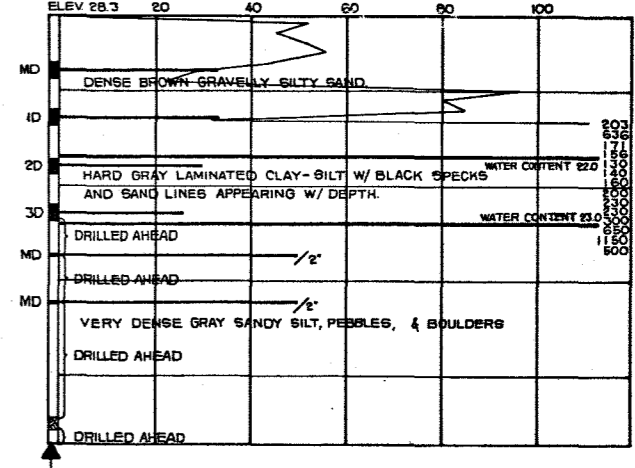 ELEV. 28.3 20 40 60 80 100
MD
DENSE BROWN GRAVELLY SILTY SAND
1D
203
636
171
156
2D
WATER CONTENT 22.0 130
HARD GRAY LAMINATED CLAY-SILT W/ BLACK SPECKS 140
160
AND SAND LINES APPEARING W/ DEPTH. 200
230
3D
230
WATER CONTENT 23.0 300
DRILLED AHEAD 650
1150
MD /2" 500
DRILLED AHEAD
MD /2"
VERY DENSE GRAY SANDY SILT, PEBBLES, & BOULDERS
DRILLED AHEAD
DRILLED AHEAD